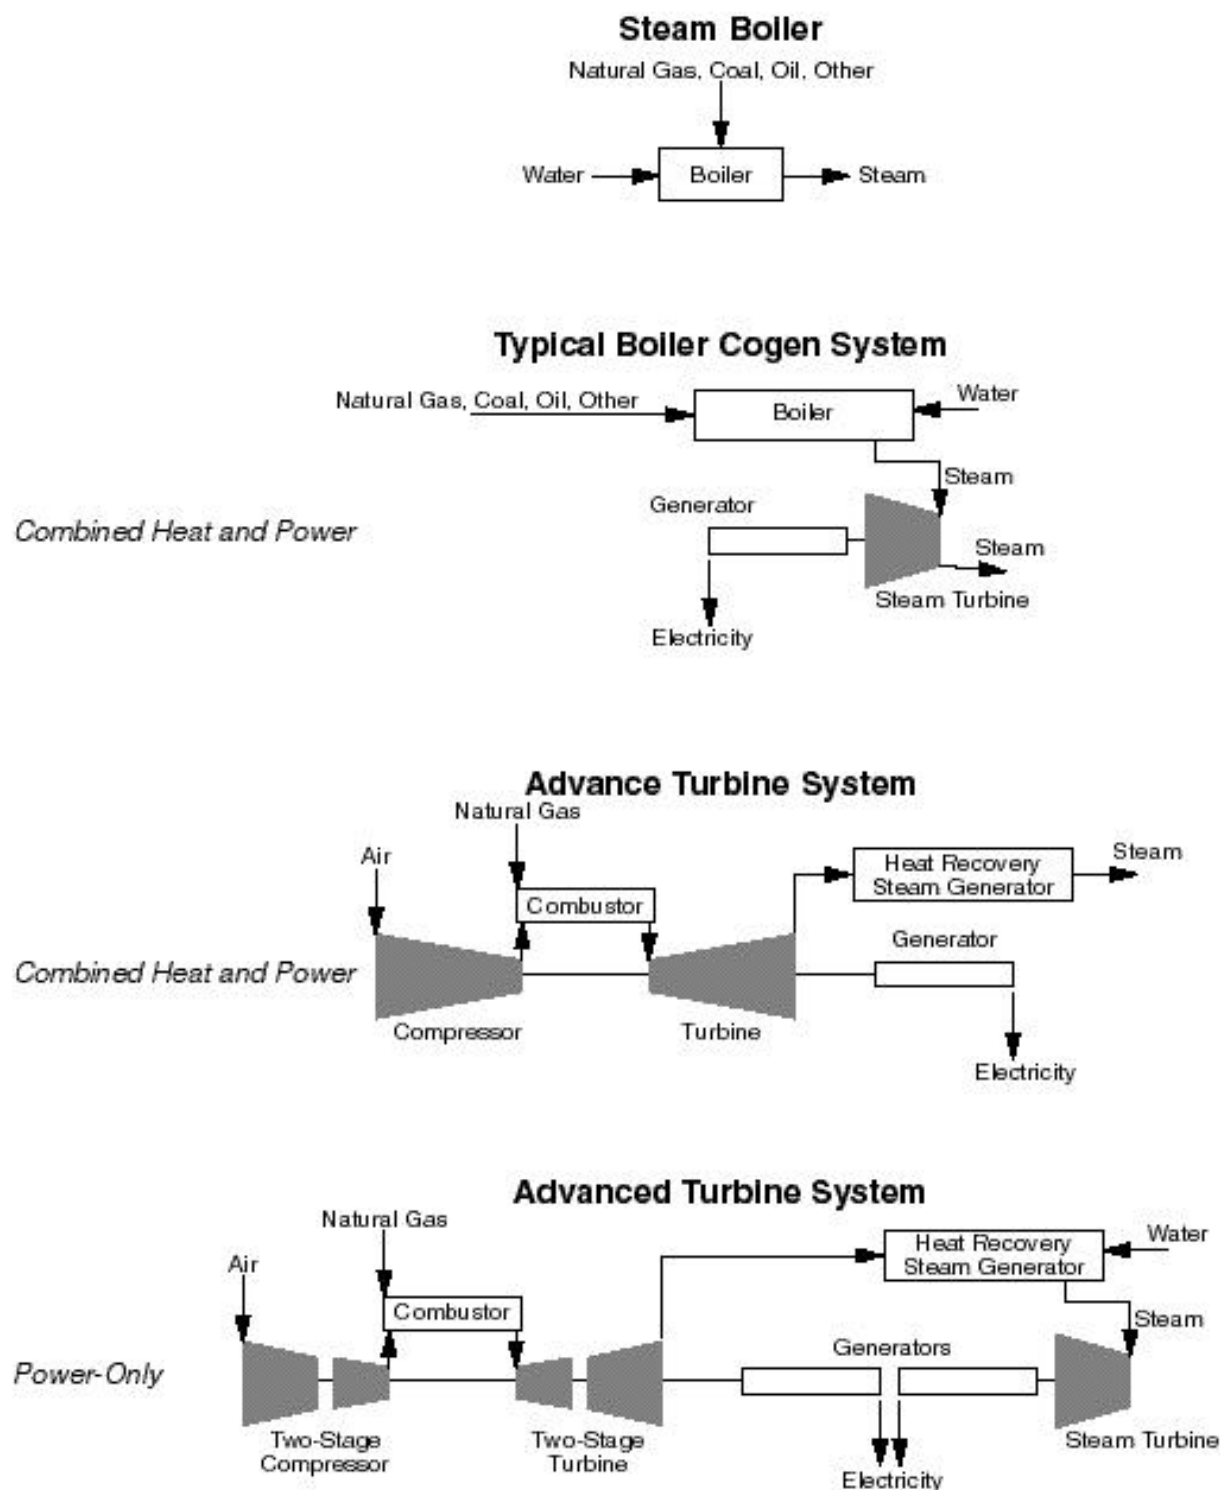 Steam Boiler
Natural Gas, Coal, Oil, Other
Water
Boiler
Steam
Typical Boiler Cogen System
Natural Gas, Coal, Oil, Other
Boiler
Water
Steam
Generator
Combined Heat and Power
Steam
Steam Turbine
Electricity
Advance Turbine System
Natural Gas
Air
Heat Recovery
Steam Generator
Steam
Combustor
Generator
Combined Heat and Power
Compressor
Turbine
Electricity
Advanced Turbine System
Natural Gas
Water
Heat Recovery
Steam Generator
Air
Combustor
Steam
Generators
Power-Only
Two-Stage
Compressor
Two-Stage
Turbine
Steam Turbine
Electricity